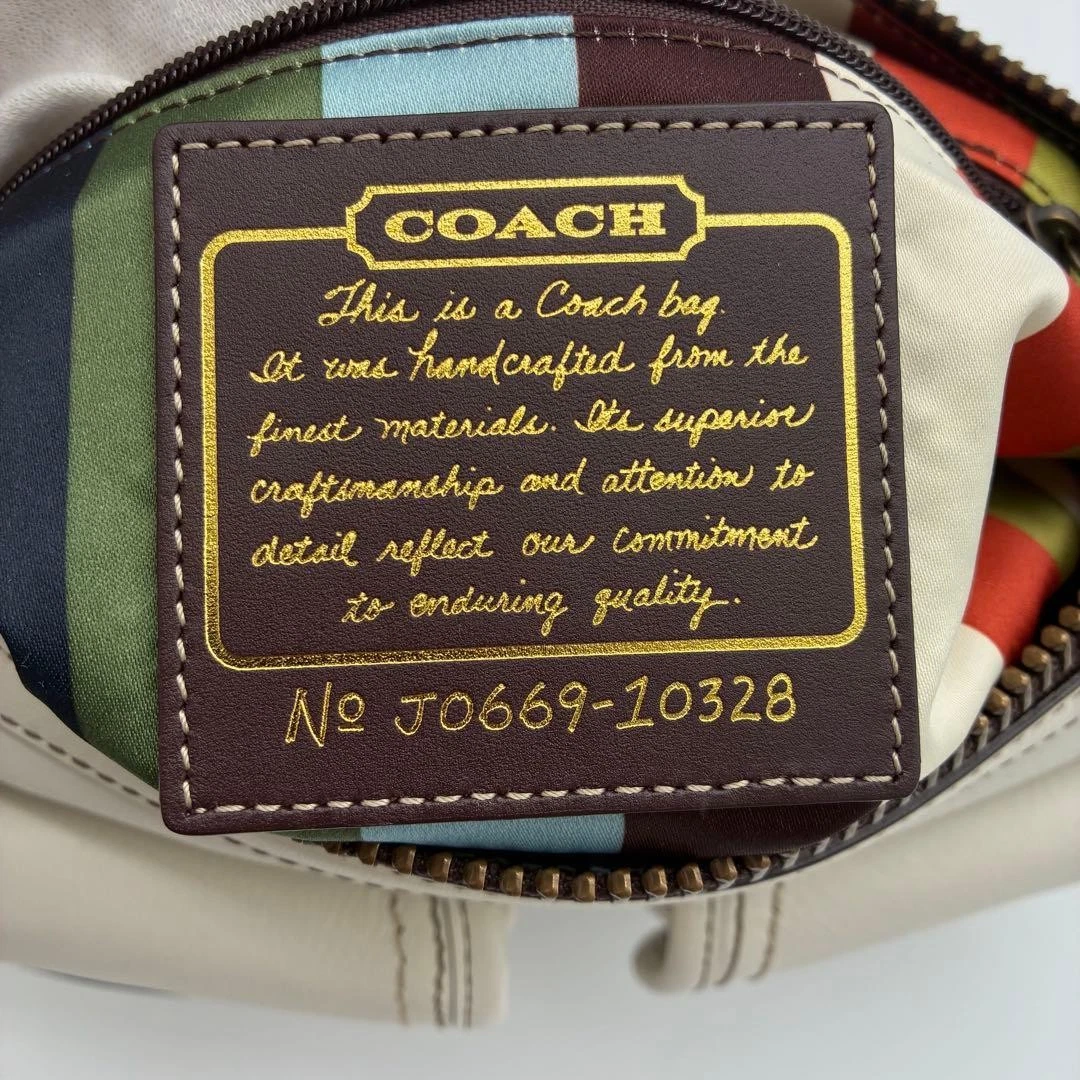 COACH
This is a Coach bag.
It was handcrafted from the
finest materials. Its superior
craftsmanship and attention to
detail reflect our commitment
to enduring quality.
Nº J0669-10328